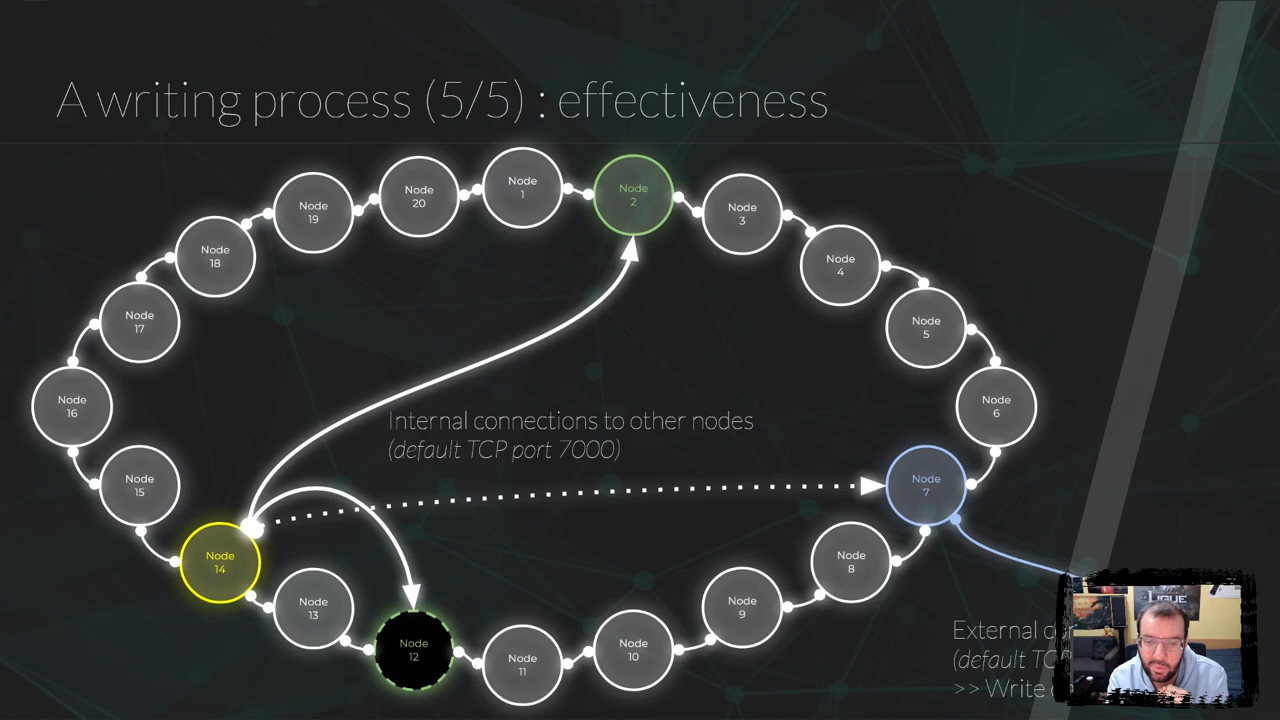 A writing process (5/5) : effectiveness
Node
1
Node
2
Node
3
Node
4
Node
5
Node
6
Node
7
Node
8
Node
9
Node
10
Node
11
Node
12
Node
13
Node
14
Node
15
Node
16
Node
17
Node
18
Node
19
Node
20
Internal connections to other nodes
(default TCP port 7000)
External
(default
>> Write
LIGUE